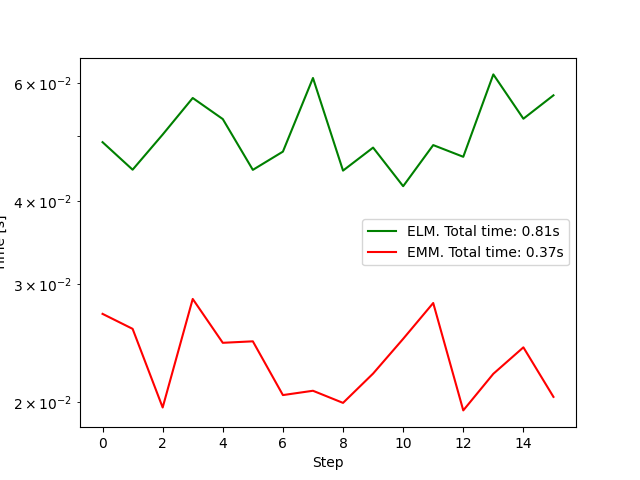 6 × 10⁻²
4 × 10⁻²
3 × 10⁻²
2 × 10⁻²
Time [s]
ELM. Total time: 0.81s
EMM. Total time: 0.37s
0 2 4 6 8 10 12 14
Step